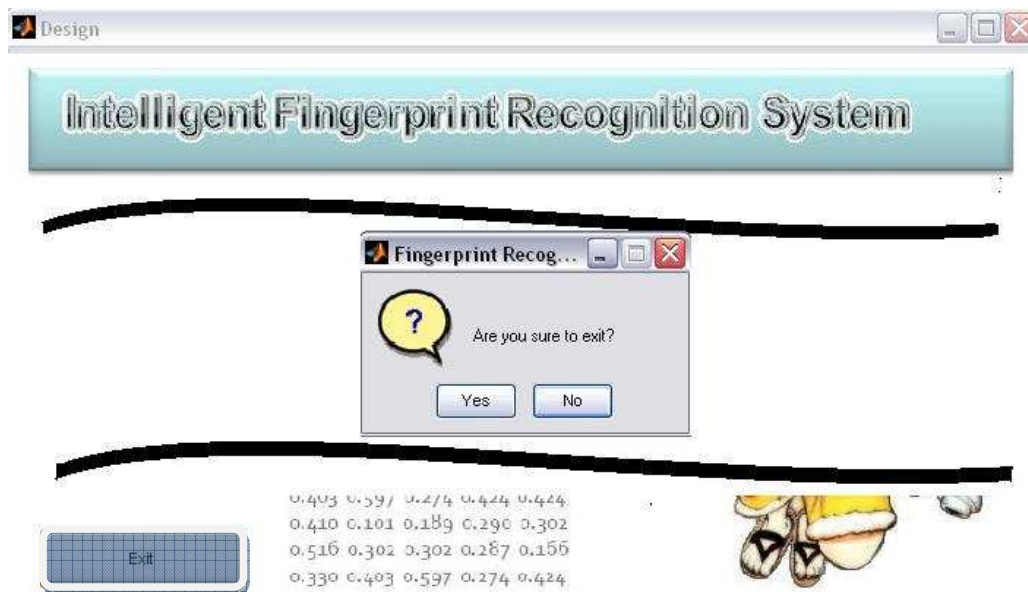 Design
Intelligent Fingerprint Recognition System
Fingerprint Recog...
?
Are you sure to exit?
Yes No
0.403 0.597 0.274 0.424 0.424
0.410 0.101 0.189 0.290 0.302
Exit
0.516 0.302 0.302 0.287 0.166
0.330 0.403 0.597 0.274 0.424